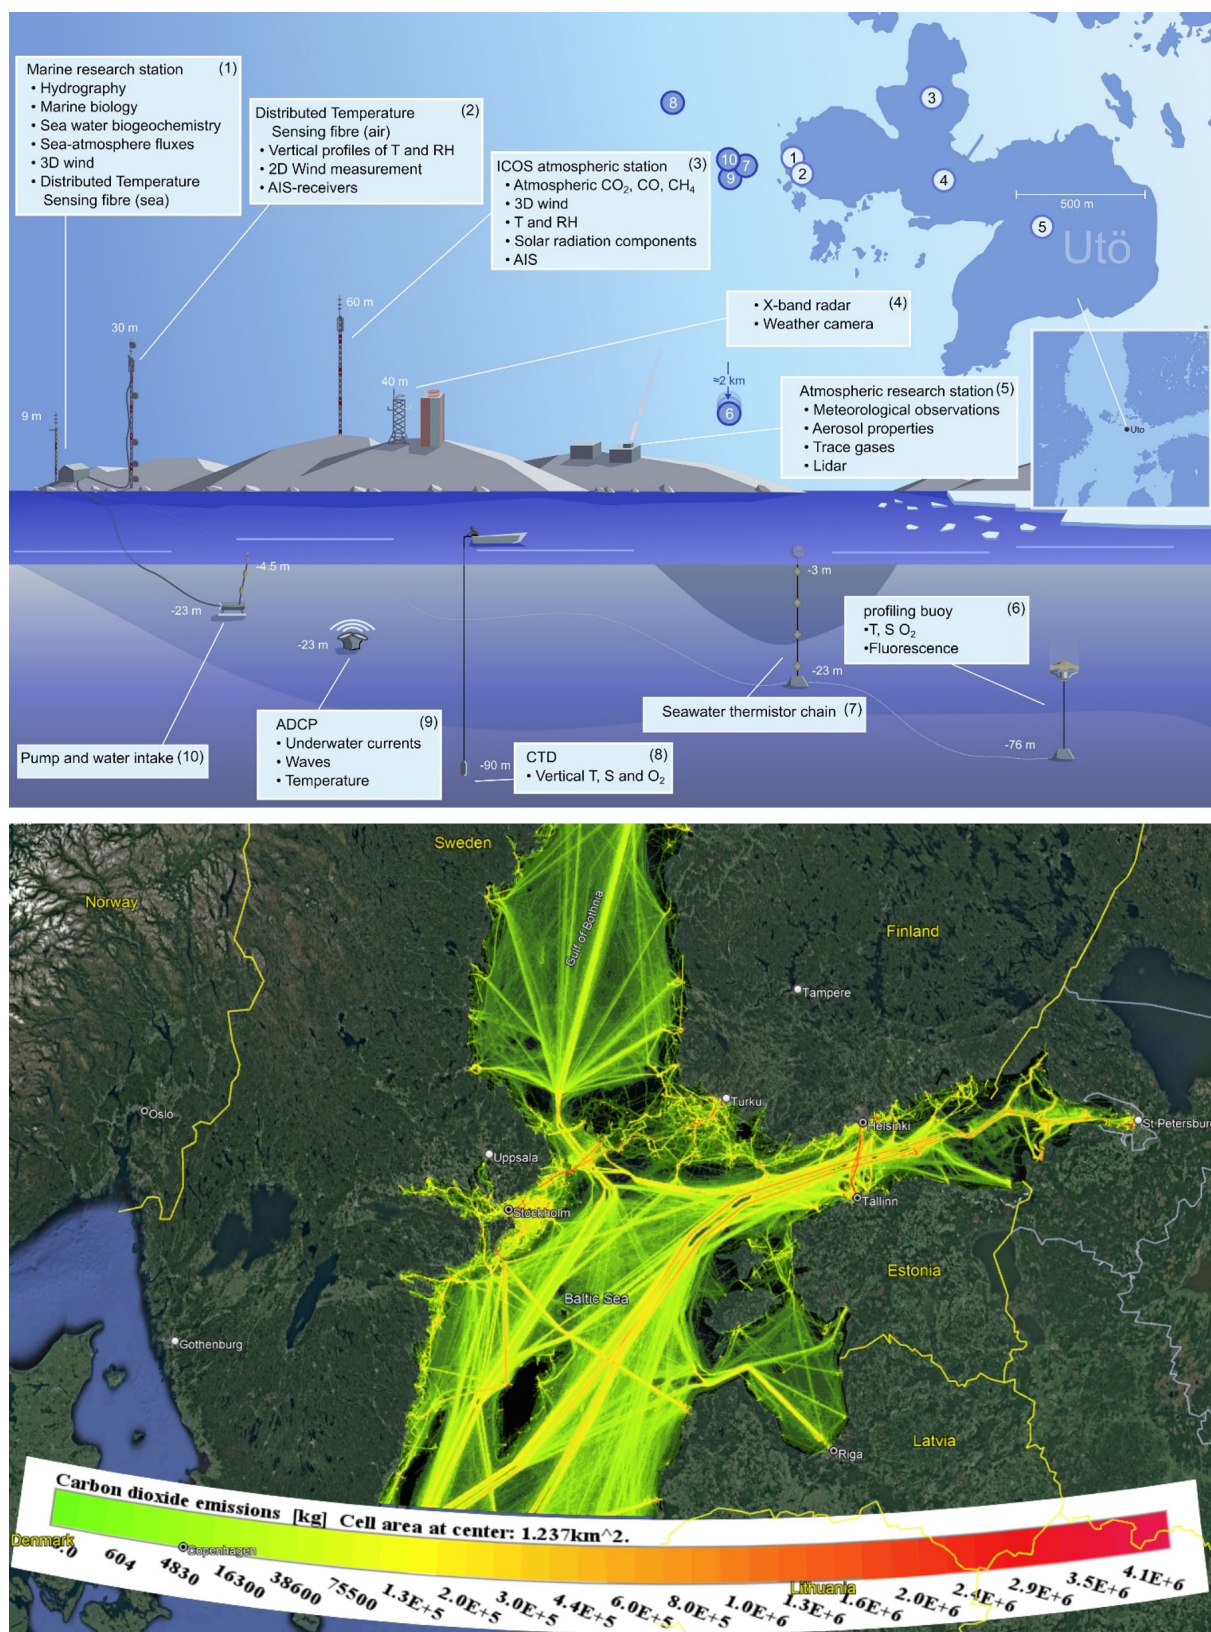 Marine research station (1)
• Hydrography
• Marine biology
• Sea water biogeochemistry
• Sea-atmosphere fluxes
• 3D wind
• Distributed Temperature
Sensing fibre (sea)
Distributed Temperature (2)
Sensing fibre (air)
• Vertical profiles of T and RH
• 2D Wind measurement
• AIS-receivers
ICOS atmospheric station (3)
• Atmospheric CO₂, CO, CH₄
• 3D wind
• T and RH
• Solar radiation components
• AIS
8
3
10
7
9
1
2
4
500 m
5
Utö
• X-band radar (4)
• Weather camera
60 m
30 m
40 m
9 m
≈2 km
6
Atmospheric research station (5)
• Meteorological observations
• Aerosol properties
• Trace gases
• Lidar
Uto
-4.5 m
-3 m
-23 m
-23 m
-23 m
profiling buoy (6)
•T, S O₂
•Fluorescence
Seawater thermistor chain (7)
-76 m
ADCP (9)
• Underwater currents
• Waves
• Temperature
Pump and water intake (10)
-90 m
CTD (8)
• Vertical T, S and O₂
Sweden
Norway
Gulf of Bothnia
Finland
Tampere
Oslo
Turku
Helsinki
St Petersburg
Uppsala
Stockholm
Tallinn
Baltic Sea
Estonia
Gothenburg
Latvia
Riga
Carbon dioxide emissions [kg] Cell area at center: 1.237km^2.
Denmark
Copenhagen
Lithuania
604
4830
16300
38600
75500
1.3E+5
2.0E+5
3.0E+5
4.4E+5
6.0E+5
8.0E+5
1.0E+6
1.3E+6
1.6E+6
2.0E+6
2.4E+6
2.9E+6
3.5E+6
4.1E+6